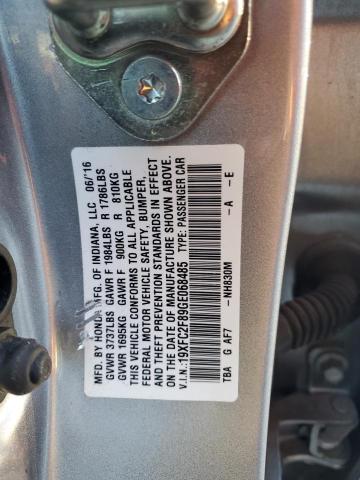 MFD. BY HONDA MFG. OF INDIANA, LLC 06/'16
GVWR 3737LBS GAWR F 1984LBS R 1786LBS
GVWR 1695KG GAWR F 900KG R 810KG
THIS VEHICLE CONFORMS TO ALL APPLICABLE
FEDERAL MOTOR VEHICLE SAFETY, BUMPER,
AND THEFT PREVENTION STANDARDS IN EFFECT
ON THE DATE OF MANUFACTURE SHOWN ABOVE.
V.I.N.:19XFC2F89GE068485 TYPE: PASSENGER CAR
TBA G AF7 -NH830M -A -E